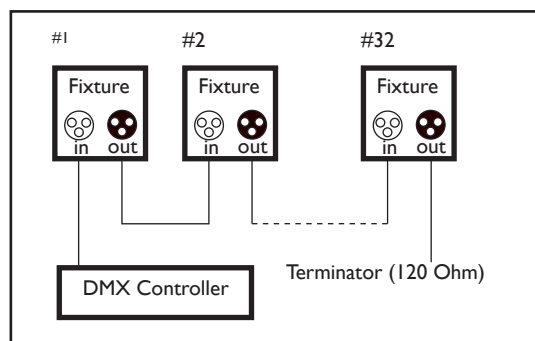 #1 #2 #32
Fixture Fixture Fixture
in out in out in out
Terminator (120 Ohm)
DMX Controller